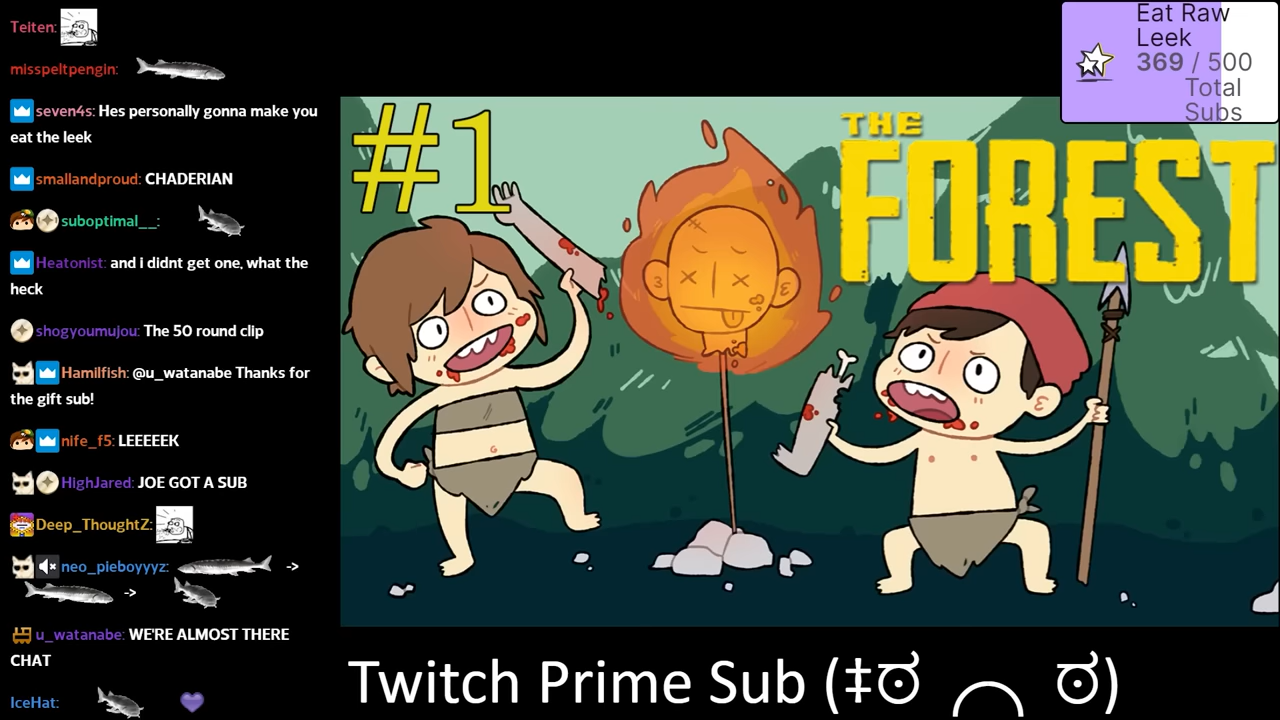 Teiten:
misspeltpengin:
seven4s: Hes personally gonna make you
eat the leek
smallandproud: CHADERIAN
suboptimal__:
Heatonist: and i didnt get one, what the
heck
shogyoumujou: The 50 round clip
Hamilfish: @u_watanabe Thanks for
the gift sub!
nife_f5: LEEEEEK
HighJared: JOE GOT A SUB
Deep_ThoughtZ:
neo_pieboyyyz: ->
->
u_watanabe: WE'RE ALMOST THERE
CHAT
IceHat:
Eat Raw
Leek
369 / 500
Total
Subs
#1
THE
FOREST
Twitch Prime Sub (‡ಠ ⁀ ಠ)